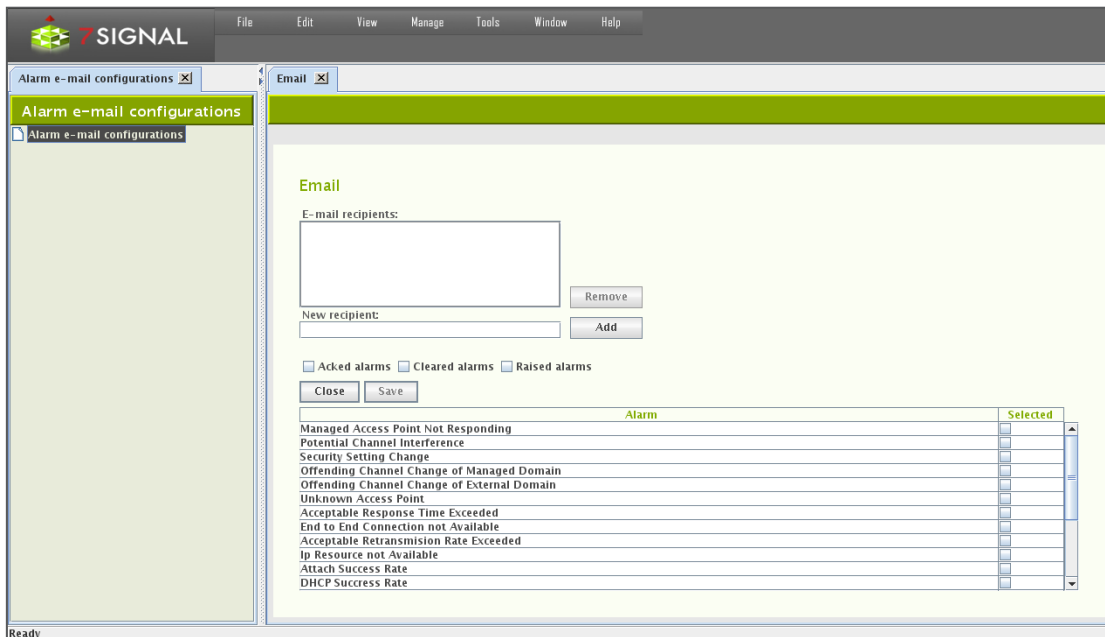 7SIGNAL
File Edit View Manage Tools Window Help
Alarm e-mail configurations
Email
Alarm e-mail configurations
Alarm e-mail configurations
Email
E-mail recipients:
Remove
New recipient:
Add
Acked alarms Cleared alarms Raised alarms
Close Save
Alarm Selected
Managed Access Point Not Responding
Potential Channel Interference
Security Setting Change
Offending Channel Change of Managed Domain
Offending Channel Change of External Domain
Unknown Access Point
Acceptable Response Time Exceeded
End to End Connection not Available
Acceptable Retransmision Rate Exceeded
Ip Resource not Available
Attach Success Rate
DHCP Succress Rate
Ready